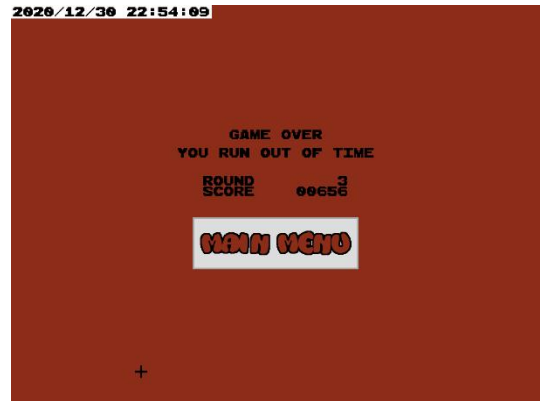 2020/12/30 22:54:09
GAME OVER
YOU RUN OUT OF TIME
ROUND 3
SCORE 00656
MAIN MENU